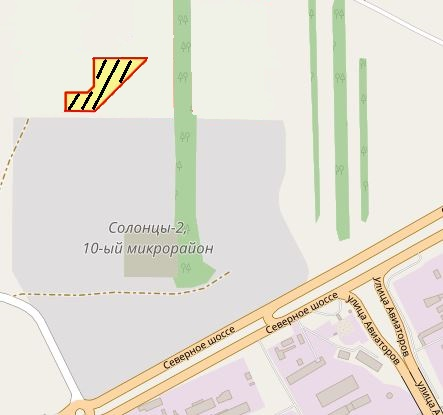 Солонцы-2,
10-ый микрорайон
Северное шоссе
Северное шоссе
улица Авиаторов
улица Авиаторов